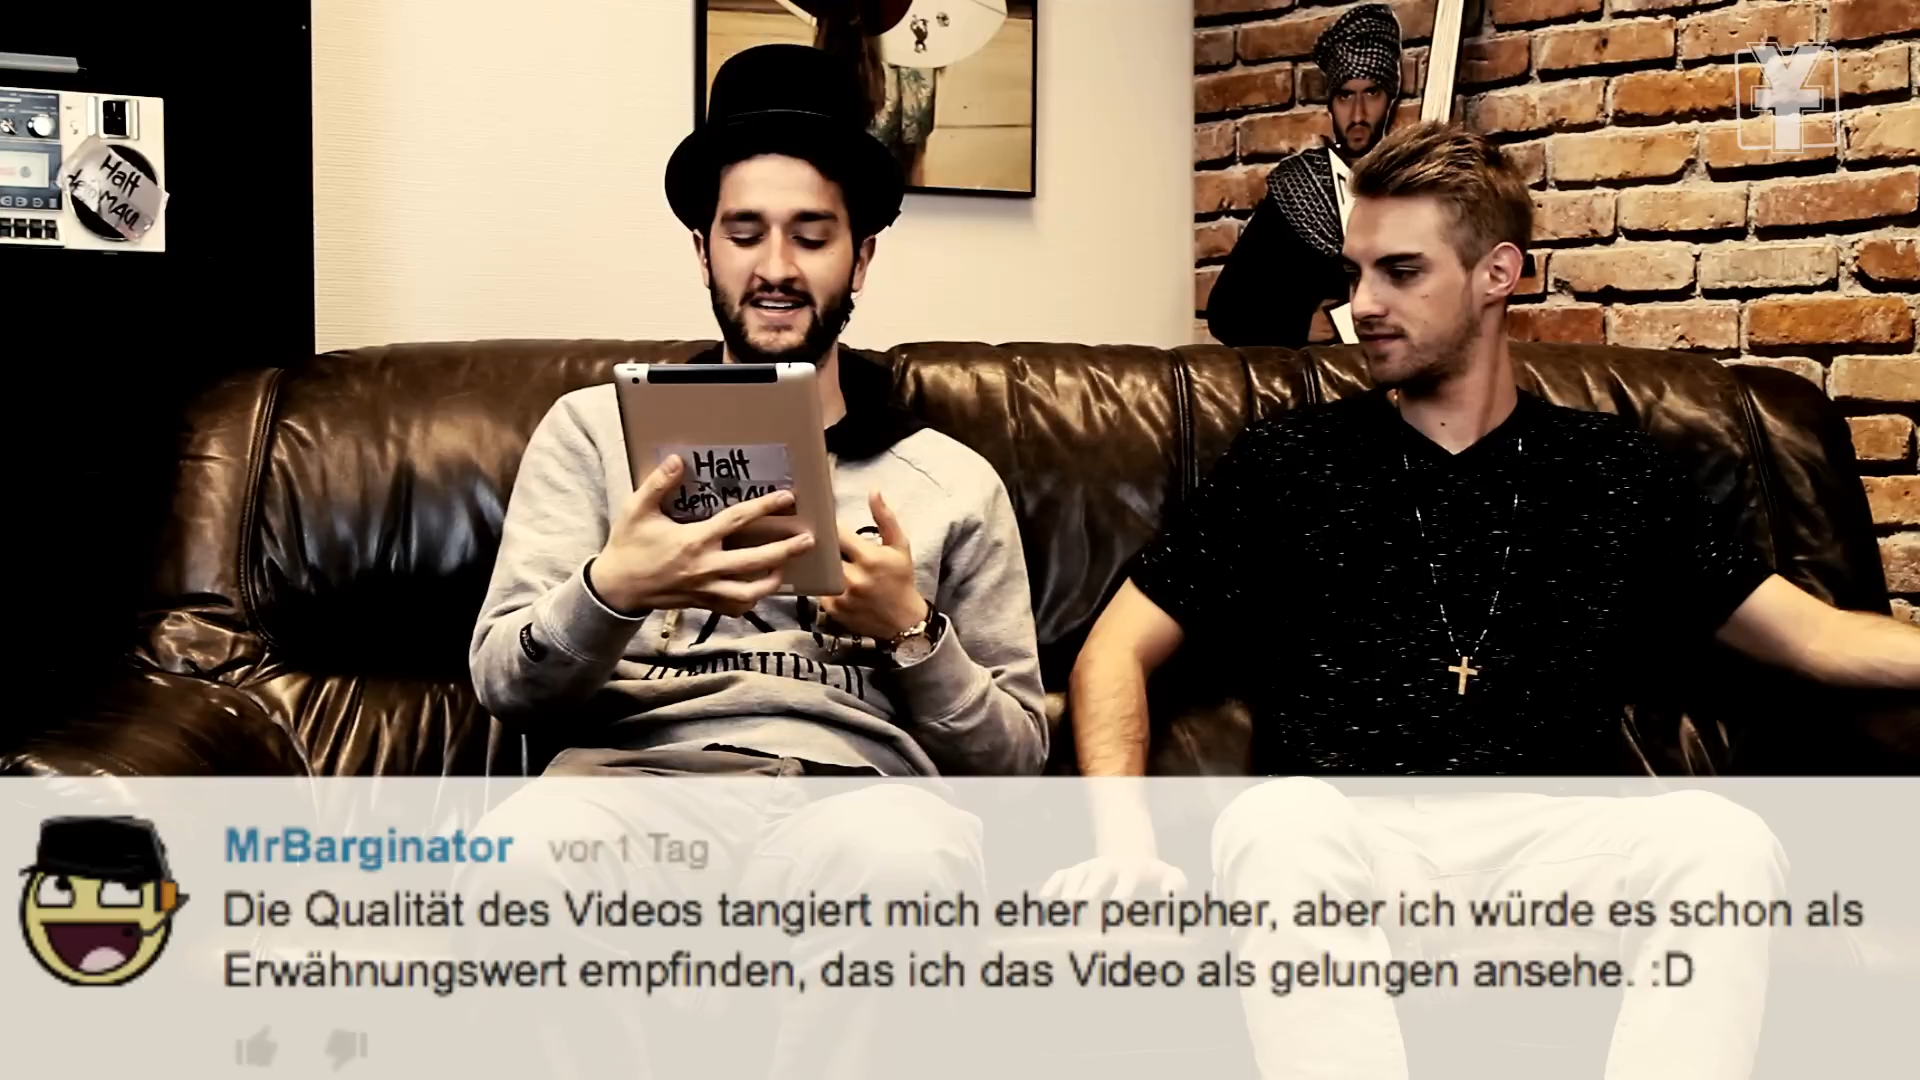 Halt
dein MAUL
Halt
dein MAUL
MrBarginator vor 1 Tag
Die Qualität des Videos tangiert mich eher peripher, aber ich würde es schon als
Erwähnungswert empfinden, das ich das Video als gelungen ansehe. :D